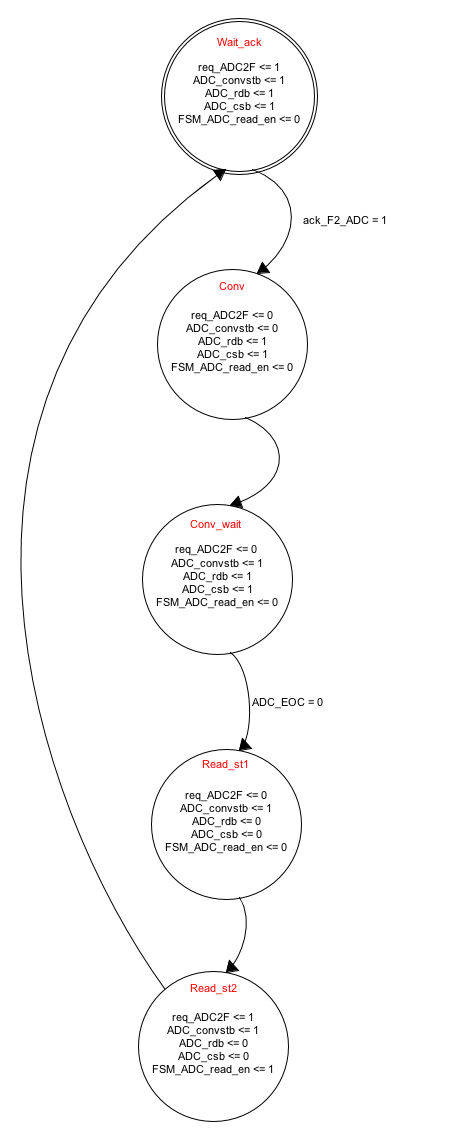 Wait_ack
req_ADC2F <= 1
ADC_convstb <= 1
ADC_rdb <= 1
ADC_csb <= 1
FSM_ADC_read_en <= 0
ack_F2_ADC = 1
Conv
req_ADC2F <= 0
ADC_convstb <= 0
ADC_rdb <= 1
ADC_csb <= 1
FSM_ADC_read_en <= 0
Conv_wait
req_ADC2F <= 0
ADC_convstb <= 1
ADC_rdb <= 1
ADC_csb <= 1
FSM_ADC_read_en <= 0
ADC_EOC = 0
Read_st1
req_ADC2F <= 0
ADC_convstb <= 1
ADC_rdb <= 0
ADC_csb <= 0
FSM_ADC_read_en <= 0
Read_st2
req_ADC2F <= 1
ADC_convstb <= 1
ADC_rdb <= 0
ADC_csb <= 0
FSM_ADC_read_en <= 1